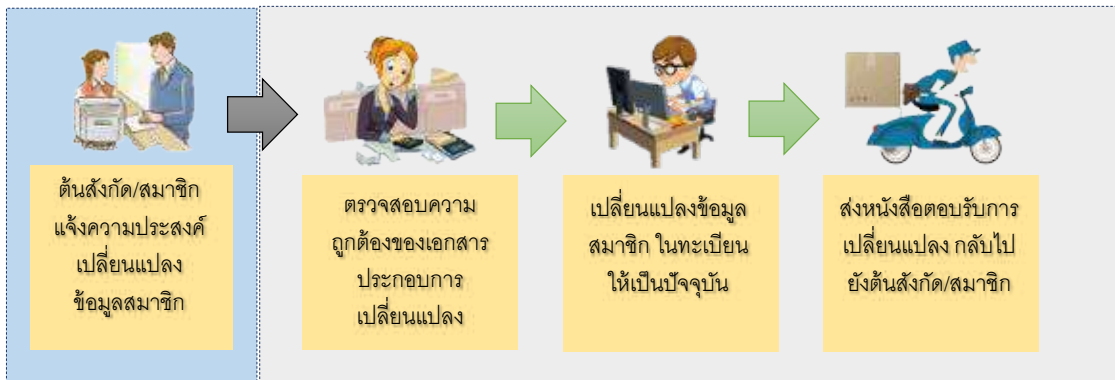 ต้นสังกัด/สมาชิก
แจ้งความประสงค์
เปลี่ยนแปลง
ข้อมูลสมาชิก
ตรวจสอบความ
ถูกต้องของเอกสาร
ประกอบการ
เปลี่ยนแปลง
เปลี่ยนแปลงข้อมูล
สมาชิก ในทะเบียน
ให้เป็นปัจจุบัน
ส่งหนังสือตอบรับการ
เปลี่ยนแปลง กลับไป
ยังต้นสังกัด/สมาชิก